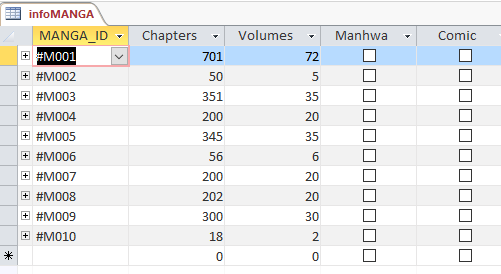 infoMANGA
MANGA_ID Chapters Volumes Manhwa Comic
#M001 701 72
#M002 50 5
#M003 351 35
#M004 200 20
#M005 345 35
#M006 56 6
#M007 200 20
#M008 202 20
#M009 300 30
#M010 18 2
0 0